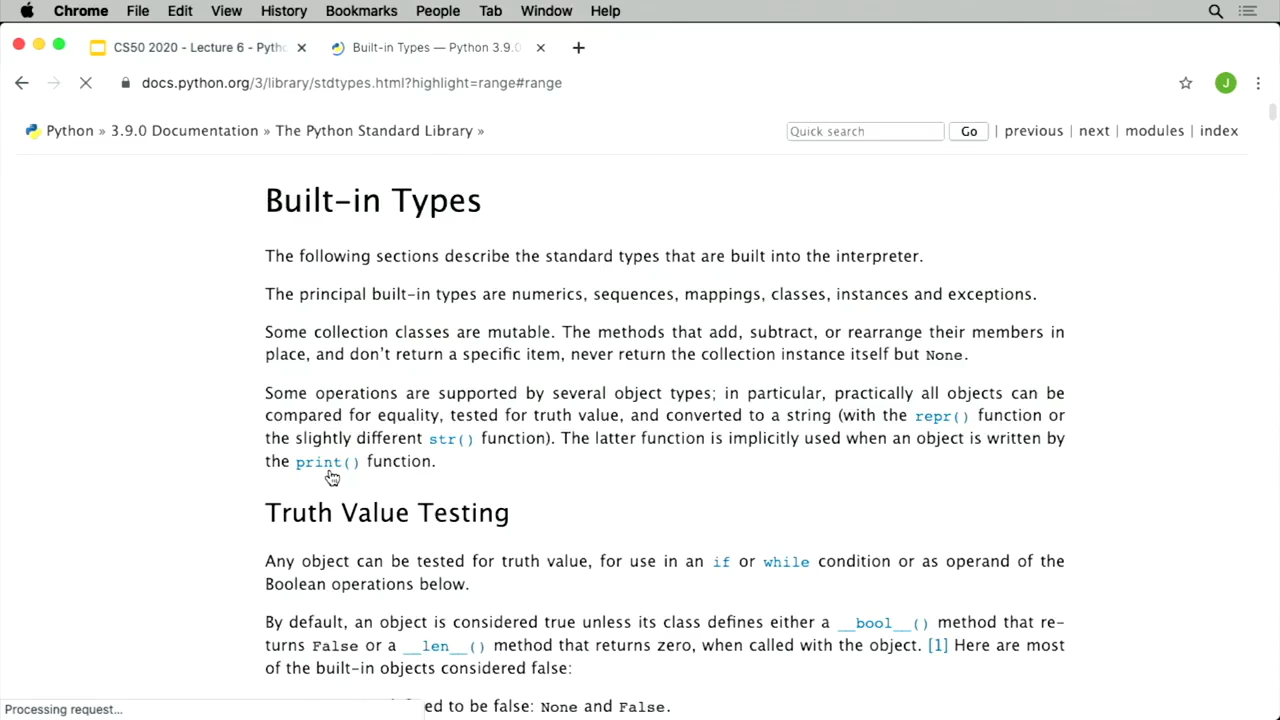 Chrome File Edit View History Bookmarks People Tab Window Help
CS50 2020 - Lecture 6 - Pytho
Built-in Types — Python 3.9.0
docs.python.org/3/library/stdtypes.html?highlight=range#range
J
Python » 3.9.0 Documentation » The Python Standard Library »
Quick search Go | previous | next | modules | index
Built-in Types
The following sections describe the standard types that are built into the interpreter.
The principal built-in types are numerics, sequences, mappings, classes, instances and exceptions.
Some collection classes are mutable. The methods that add, subtract, or rearrange their members in
place, and don't return a specific item, never return the collection instance itself but None.
Some operations are supported by several object types; in particular, practically all objects can be
compared for equality, tested for truth value, and converted to a string (with the repr() function or
the slightly different str() function). The latter function is implicitly used when an object is written by
the print() function.
Truth Value Testing
Any object can be tested for truth value, for use in an if or while condition or as operand of the
Boolean operations below.
By default, an object is considered true unless its class defines either a __bool__() method that re-
turns False or a __len__() method that returns zero, when called with the object. [1] Here are most
of the built-in objects considered false:
ed to be false: None and False.
Processing request...